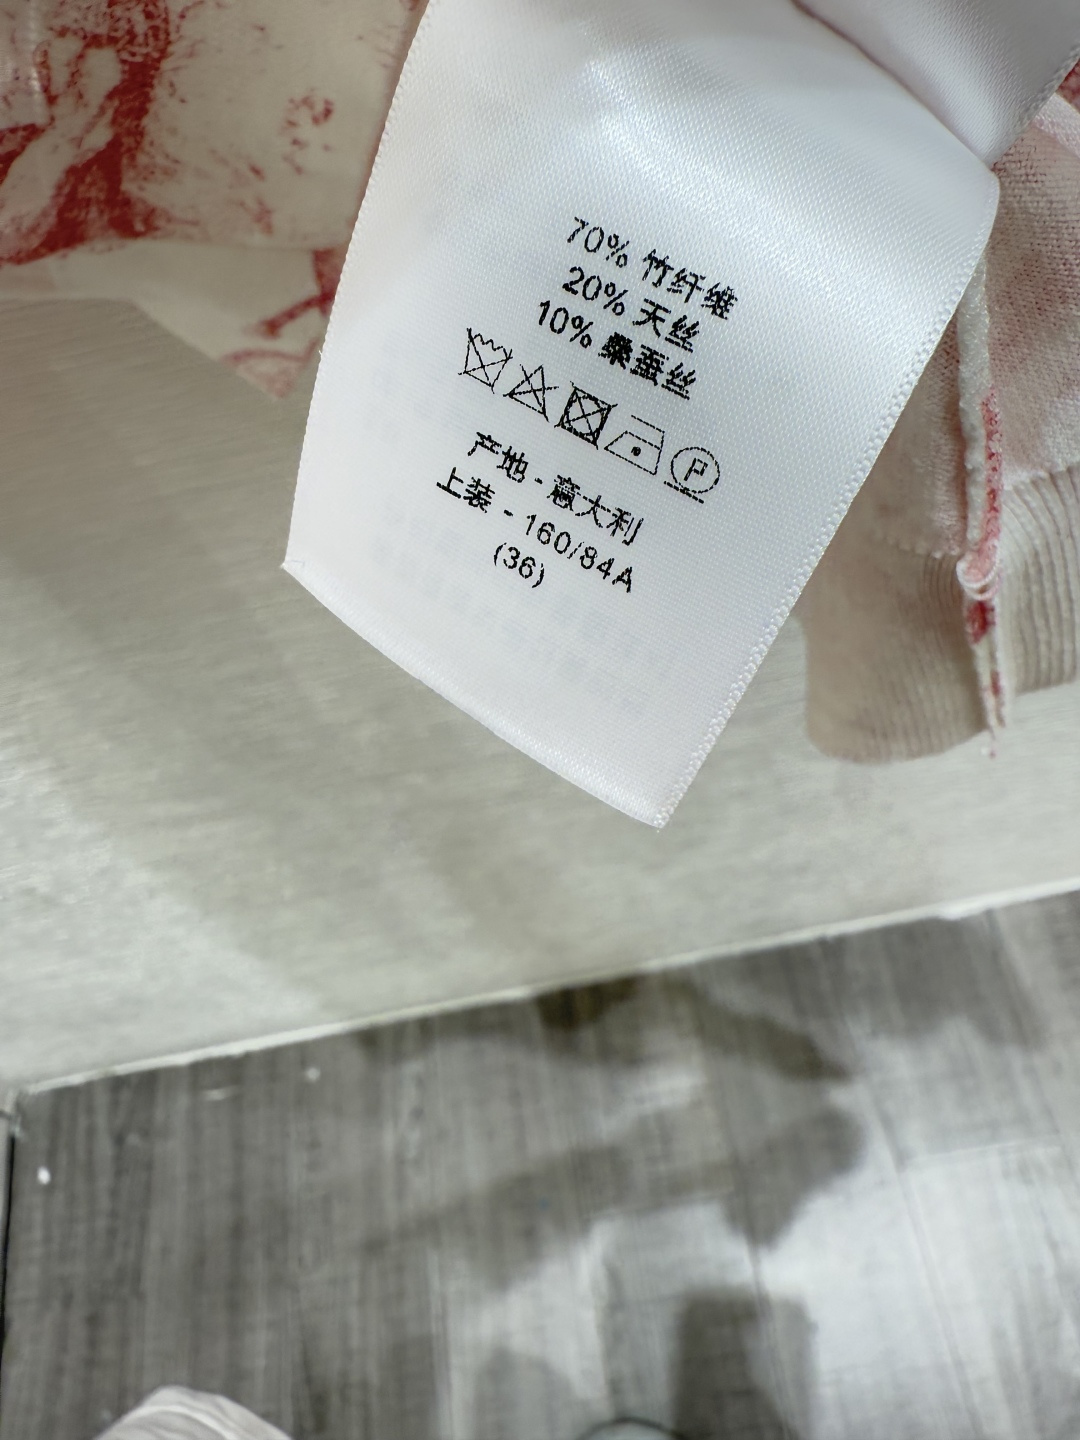 70% 竹纤维
20% 天丝
10% 桑蚕丝
P
产地 - 意大利
上装 - 160/84A
(36)